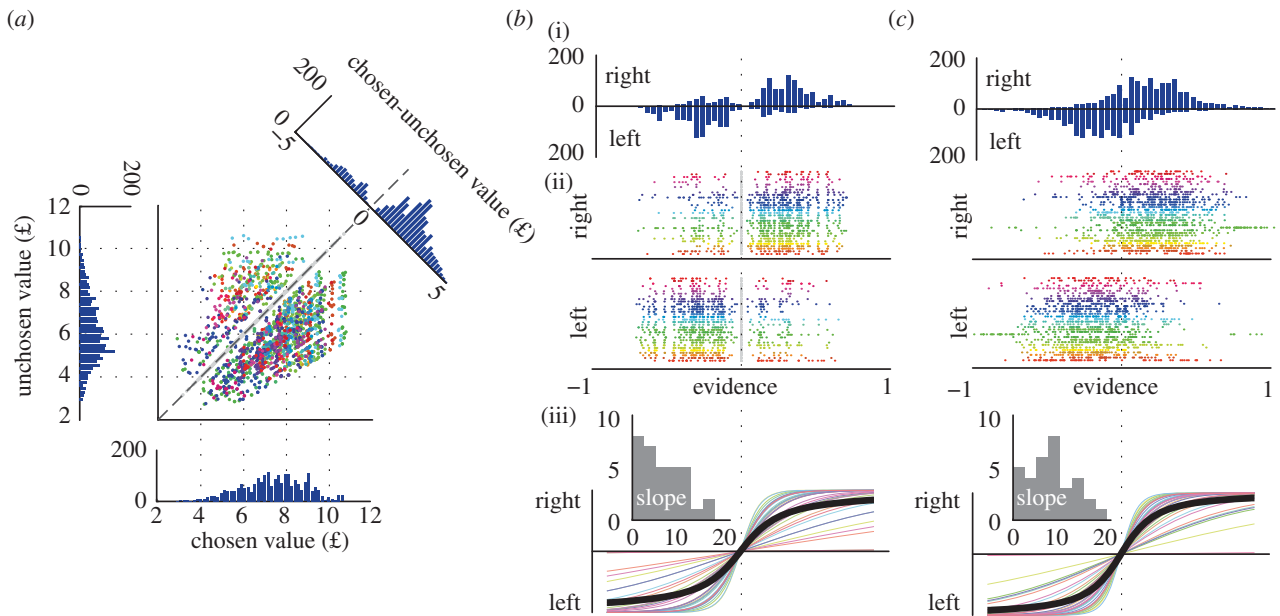 (a)
200
0
−5
chosen-unchosen value (£)
0
5
0
200
12
10
8
6
4
2
unchosen value (£)
200
0
2 4 6 8 10 12
chosen value (£)
(b)
(i)
200
right
0
left
200
(ii)
right
left
−1 evidence 1
(iii)
10
5
0
slope
0 10 20
right
left
(c)
200
right
0
left
200
right
left
−1 evidence 1
10
5
0
slope
0 10 20
right
left